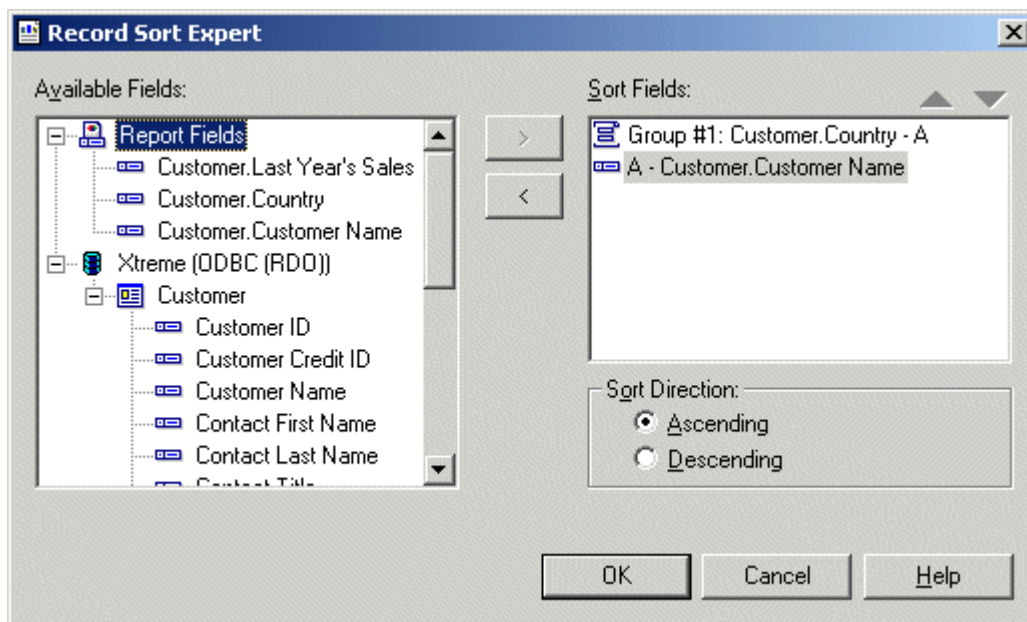 Record Sort Expert
Available Fields:
Report Fields
Customer.Last Year's Sales
Customer.Country
Customer.Customer Name
Xtreme (ODBC (RDO))
Customer
Customer ID
Customer Credit ID
Customer Name
Contact First Name
Contact Last Name
Contact Title
>
<
Sort Fields:
Group #1: Customer.Country - A
A - Customer.Customer Name
Sort Direction:
Ascending
Descending
OK
Cancel
Help